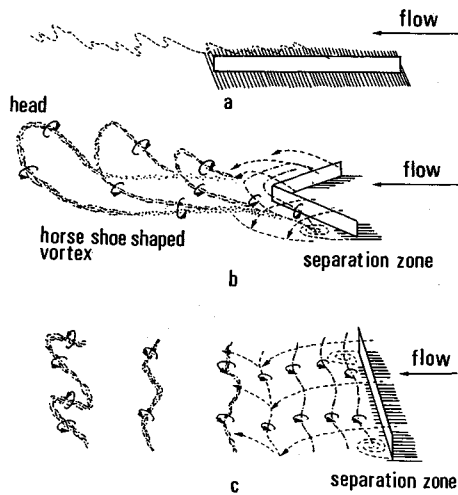 flow
a
head
flow
horse shoe shaped
vortex
separation zone
b
flow
separation zone
c